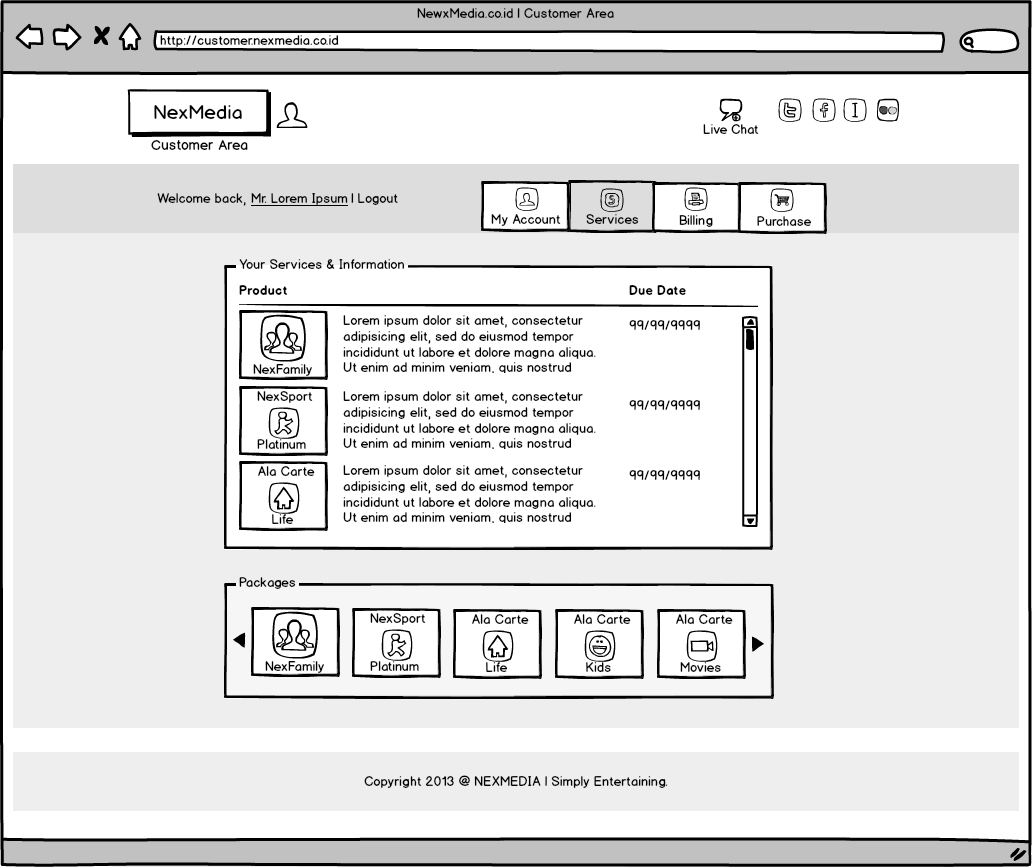 NewxMedia.co.id | Customer Area
http://customer.nexmedia.co.id
NexMedia
Customer Area
Live Chat
Welcome back, Mr. Lorem Ipsum | Logout
My Account
Services
Billing
Purchase
Your Services & Information
Product
Due Date
NexFamily
Lorem ipsum dolor sit amet, consectetur
adipisicing elit, sed do eiusmod tempor
incididunt ut labore et dolore magna aliqua.
Ut enim ad minim veniam, quis nostrud
99/99/9999
NexSport
Platinum
Lorem ipsum dolor sit amet, consectetur
adipisicing elit, sed do eiusmod tempor
incididunt ut labore et dolore magna aliqua.
Ut enim ad minim veniam, quis nostrud
99/99/9999
Ala Carte
Life
Lorem ipsum dolor sit amet, consectetur
adipisicing elit, sed do eiusmod tempor
incididunt ut labore et dolore magna aliqua.
Ut enim ad minim veniam, quis nostrud
99/99/9999
Packages
NexFamily
NexSport
Platinum
Ala Carte
Life
Ala Carte
Kids
Ala Carte
Movies
Copyright 2013 @ NEXMEDIA | Simply Entertaining.